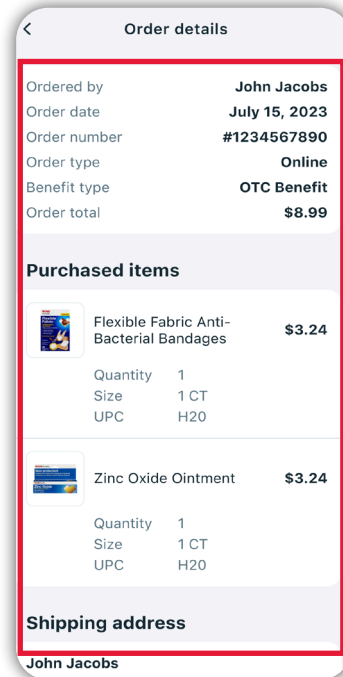 Order details
Ordered by John Jacobs
Order date July 15, 2023
Order number #1234567890
Order type Online
Benefit type OTC Benefit
Order total $8.99
Purchased items
Flexible Fabric Anti-
Bacterial Bandages $3.24
Quantity 1
Size 1 CT
UPC H20
Zinc Oxide Ointment $3.24
Quantity 1
Size 1 CT
UPC H20
Shipping address
John Jacobs